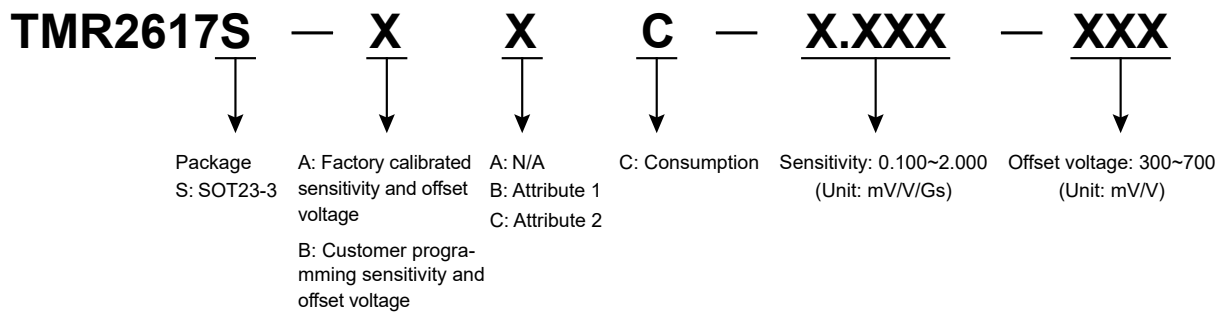 TMR2617S — X X C — X.XXX — XXX
Package
S: SOT23-3
A: Factory calibrated
sensitivity and offset
voltage
B: Customer progra-
mming sensitivity and
offset voltage
A: N/A
B: Attribute 1
C: Attribute 2
C: Consumption
Sensitivity: 0.100~2.000
(Unit: mV/V/Gs)
Offset voltage: 300~700
(Unit: mV/V)